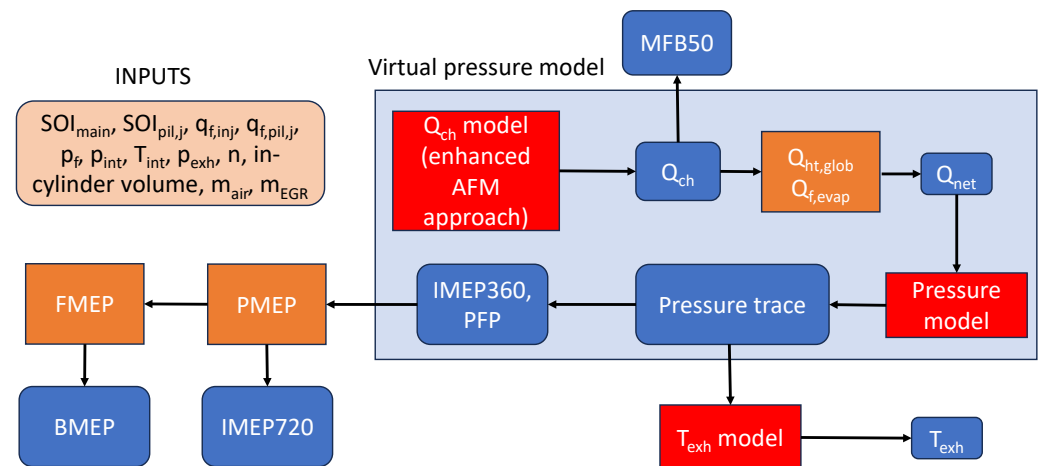 MFB50
Virtual pressure model
INPUTS
SOI_main, SOI_pil,j, q_f,inj, q_f,pil,j,
p_f, p_int, T_int, p_exh, n, in-
cylinder volume, m_air, m_EGR
Q_ch model
(enhanced
AFM
approach)
Q_ch
Q_ht,glob
Q_f,evap
Q_net
FMEP
PMEP
IMEP360,
PFP
Pressure trace
Pressure
model
BMEP
IMEP720
T_exh model
T_exh